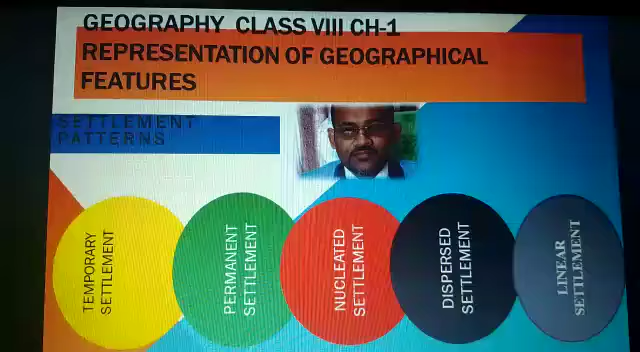 GEOGRAPHY CLASS VIII CH-1
REPRESENTATION OF GEOGRAPHICAL
FEATURES
SETTLEMENT
PATTERNS
TEMPORARY
SETTLEMENT
PERMANENT
SETTLEMENT
NUCLEATED
SETTLEMENT
DISPERSED
SETTLEMENT
LINEAR
SETTLEMENT